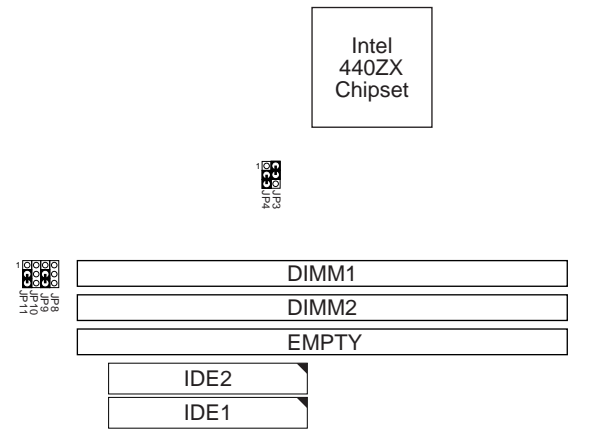 Intel
440ZX
Chipset
1
JP4
JP3
1
JP11
JP10
JP9
JP8
DIMM1
DIMM2
EMPTY
IDE2
IDE1